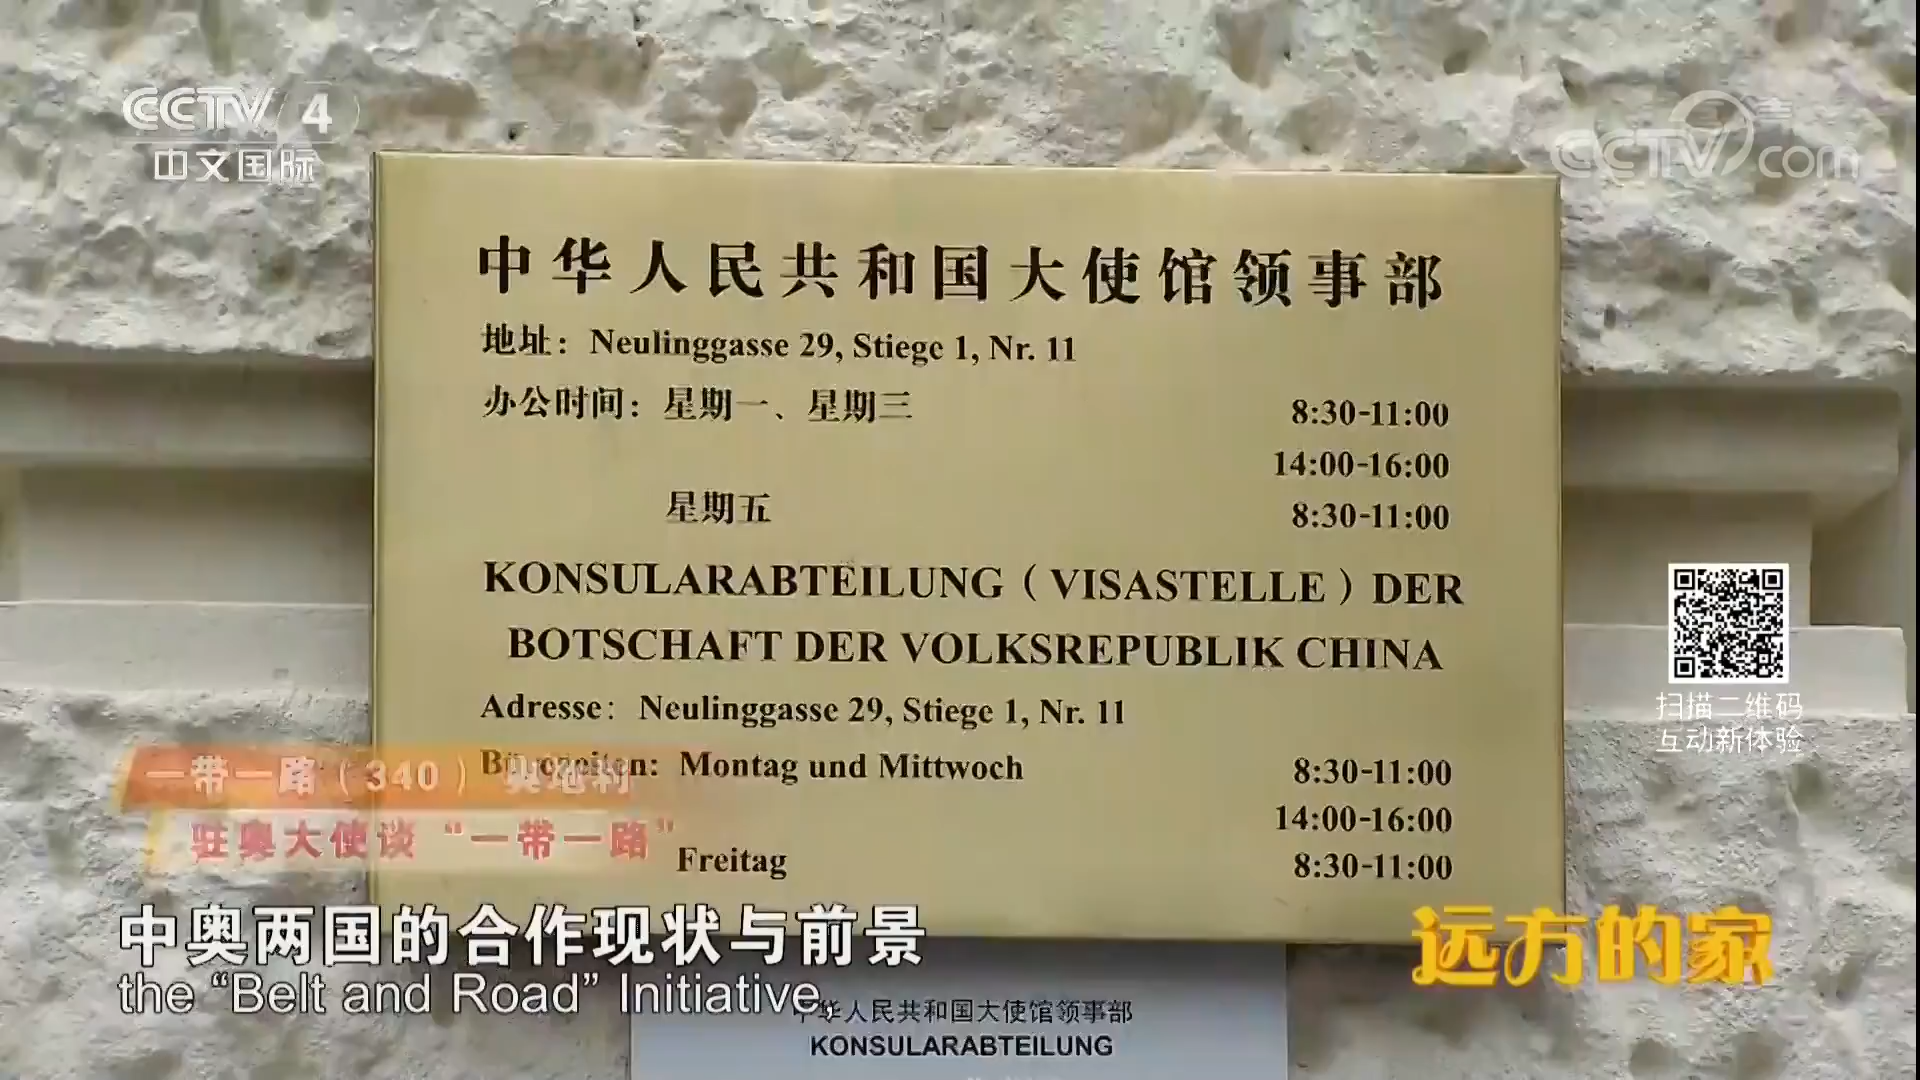 CCTV 4
中文国际
CCTV.com
中华人民共和国大使馆领事部
地址：Neulinggasse 29, Stiege 1, Nr. 11
办公时间：星期一、星期三 8:30-11:00
14:00-16:00
星期五 8:30-11:00
KONSULARABTEILUNG（VISASTELLE）DER
BOTSCHAFT DER VOLKSREPUBLIK CHINA
Adresse: Neulinggasse 29, Stiege 1, Nr. 11
Bürozeiten: Montag und Mittwoch 8:30-11:00
14:00-16:00
Freitag 8:30-11:00
扫描二维码
互动新体验
一带一路（340） 奥地利
驻奥大使谈“一带一路”
中奥两国的合作现状与前景
the “Belt and Road” Initiative,
远方的家
中华人民共和国大使馆领事部
KONSULARABTEILUNG